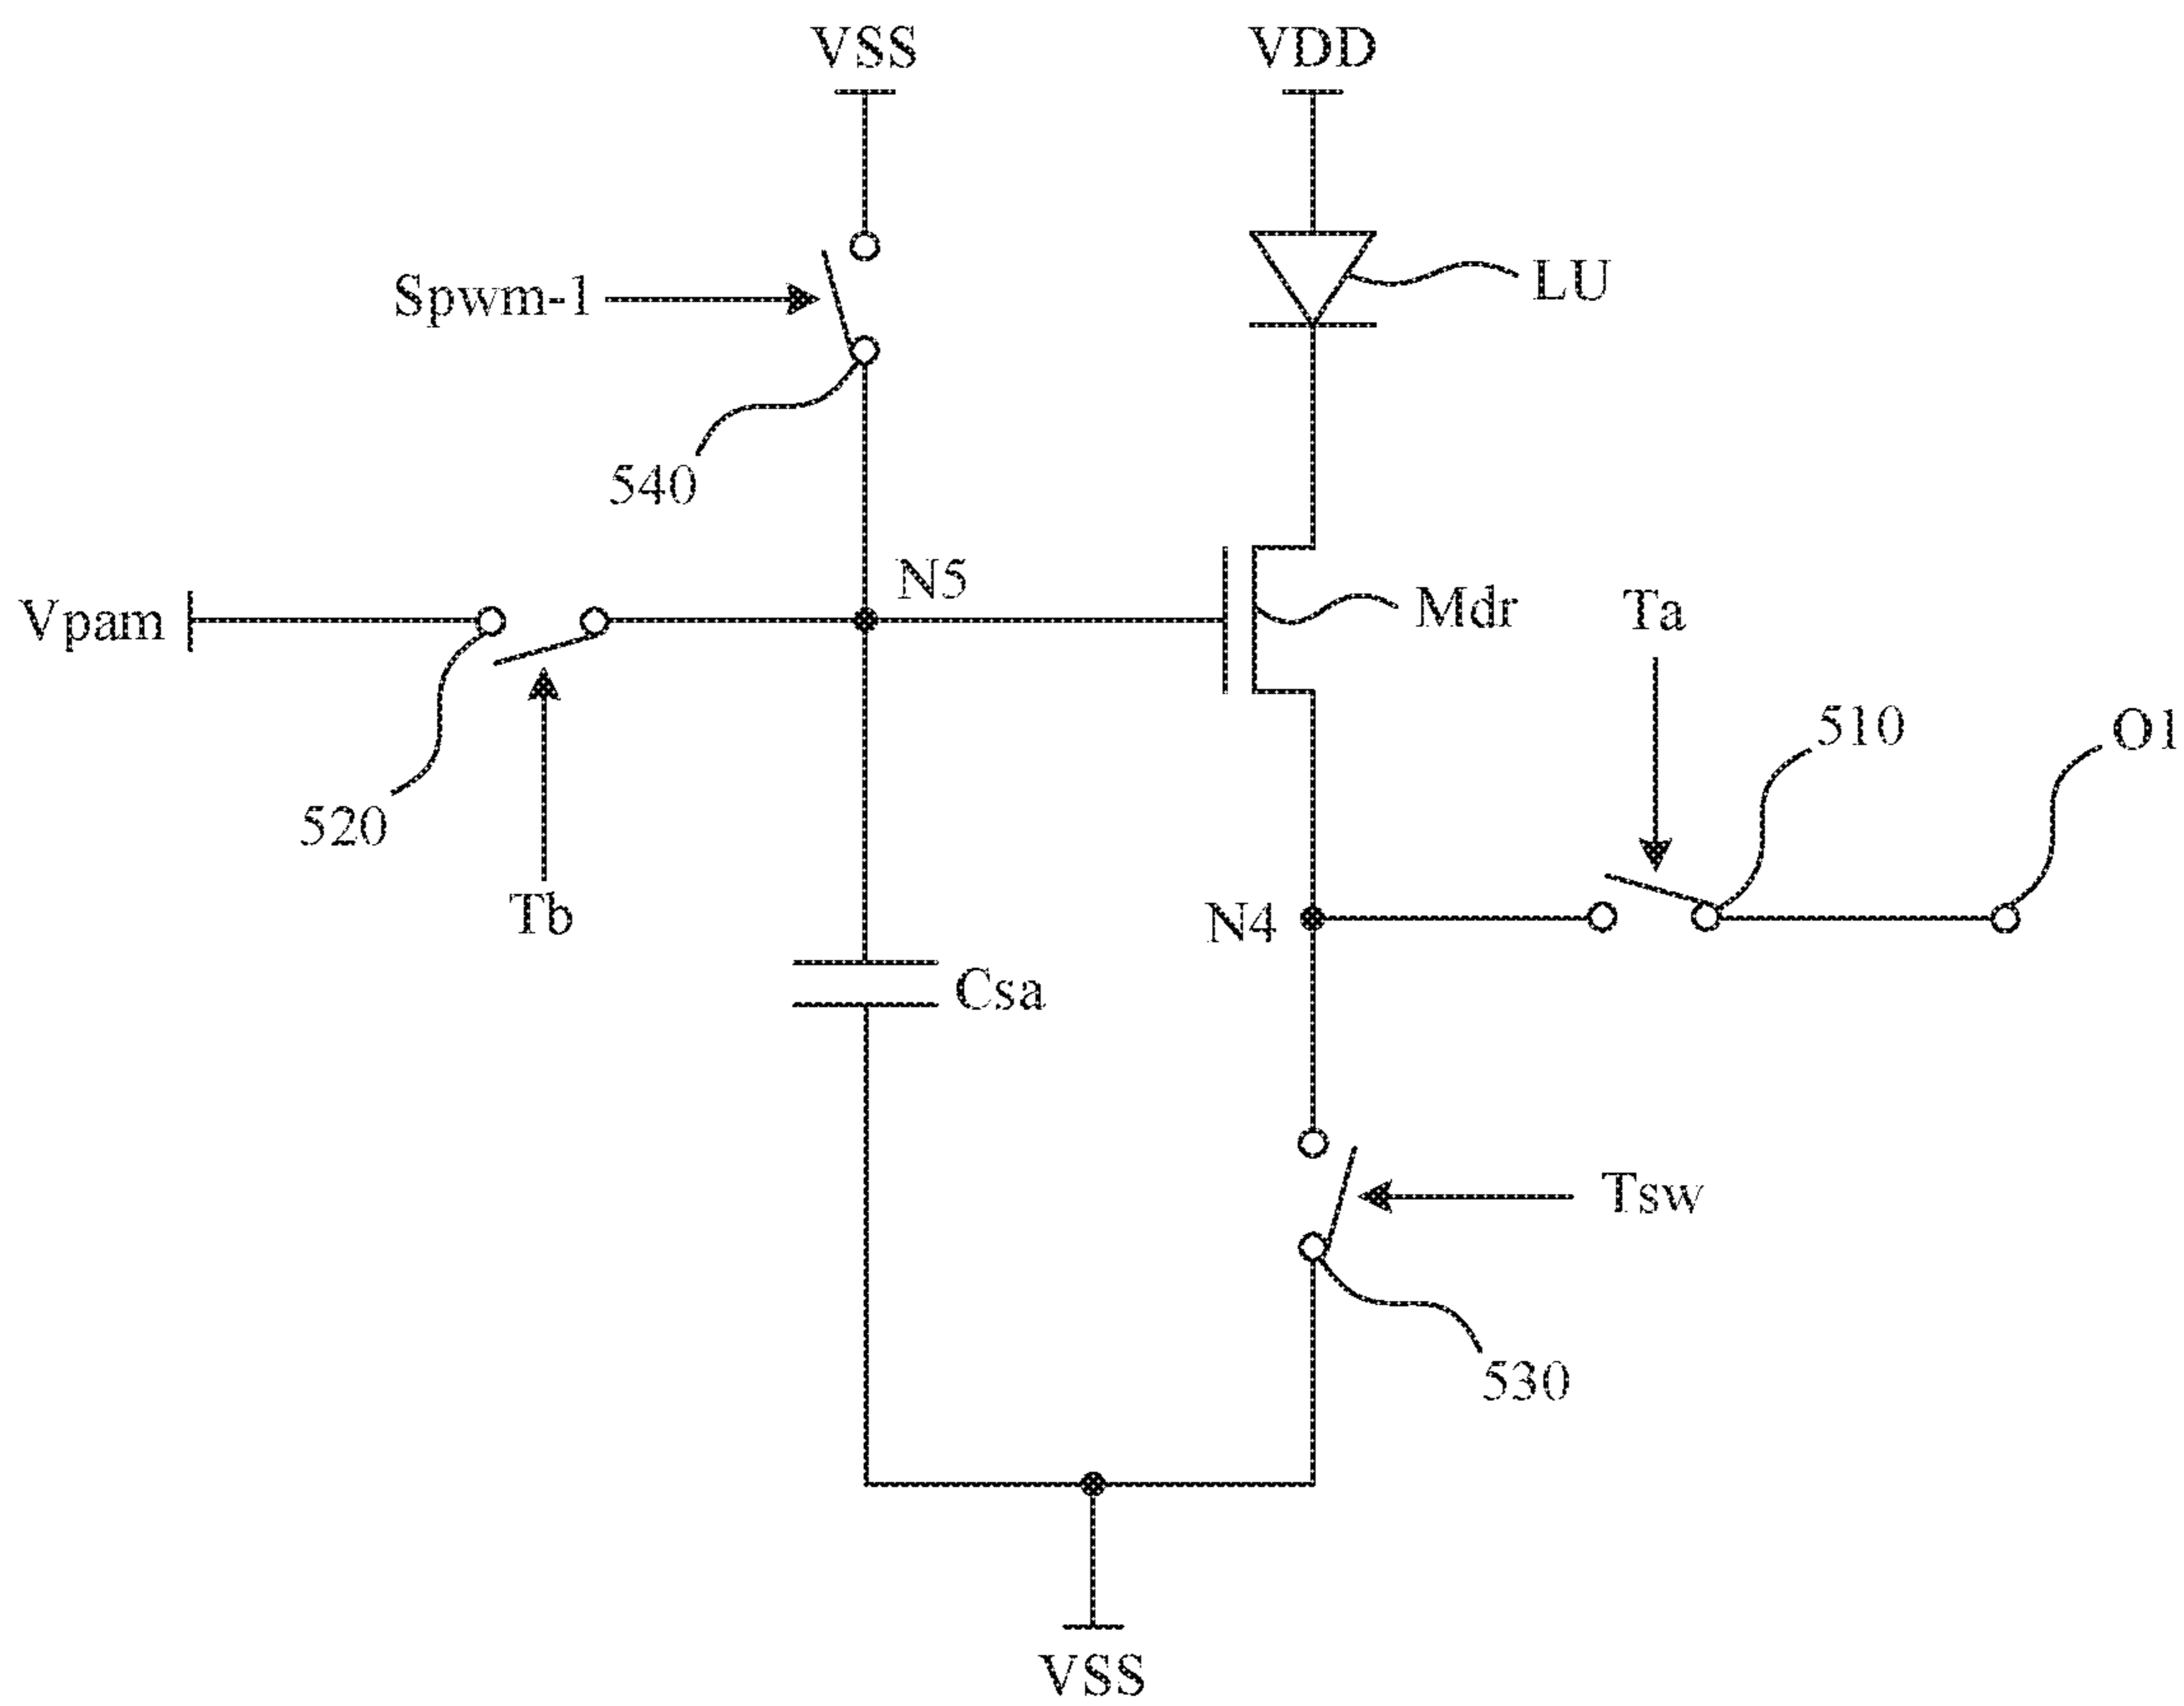 VSS
VDD
Spwm-1
LU
540
N5
Vpam
Mdr
Ta
510
O1
520
Tb
N4
Csa
Tsw
530
VSS